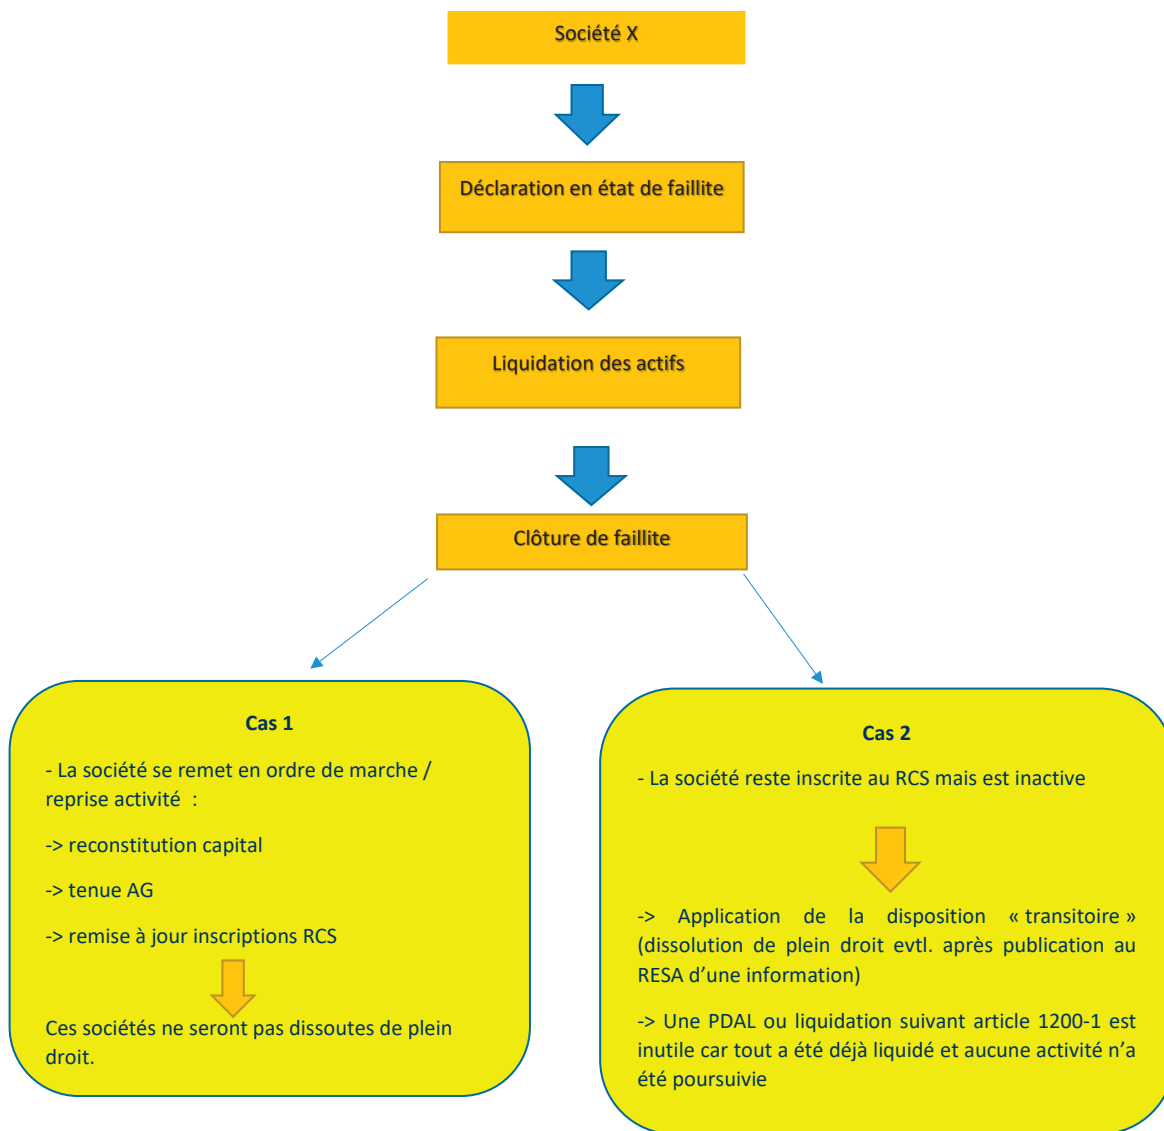 Société X
Déclaration en état de faillite
Liquidation des actifs
Clôture de faillite
Cas 1
- La société se remet en ordre de marche /
reprise activité  :
-> reconstitution capital
-> tenue AG
-> remise à jour inscriptions RCS
Ces sociétés ne seront pas dissoutes de plein
droit.
Cas 2
- La société reste inscrite au RCS mais est inactive
-> Application de la disposition « transitoire »
(dissolution de plein droit evtl. après publication au
RESA d’une information)
-> Une PDAL ou liquidation suivant article 1200-1 est
inutile car tout a été déjà liquidé et aucune activité n’a
été poursuivie